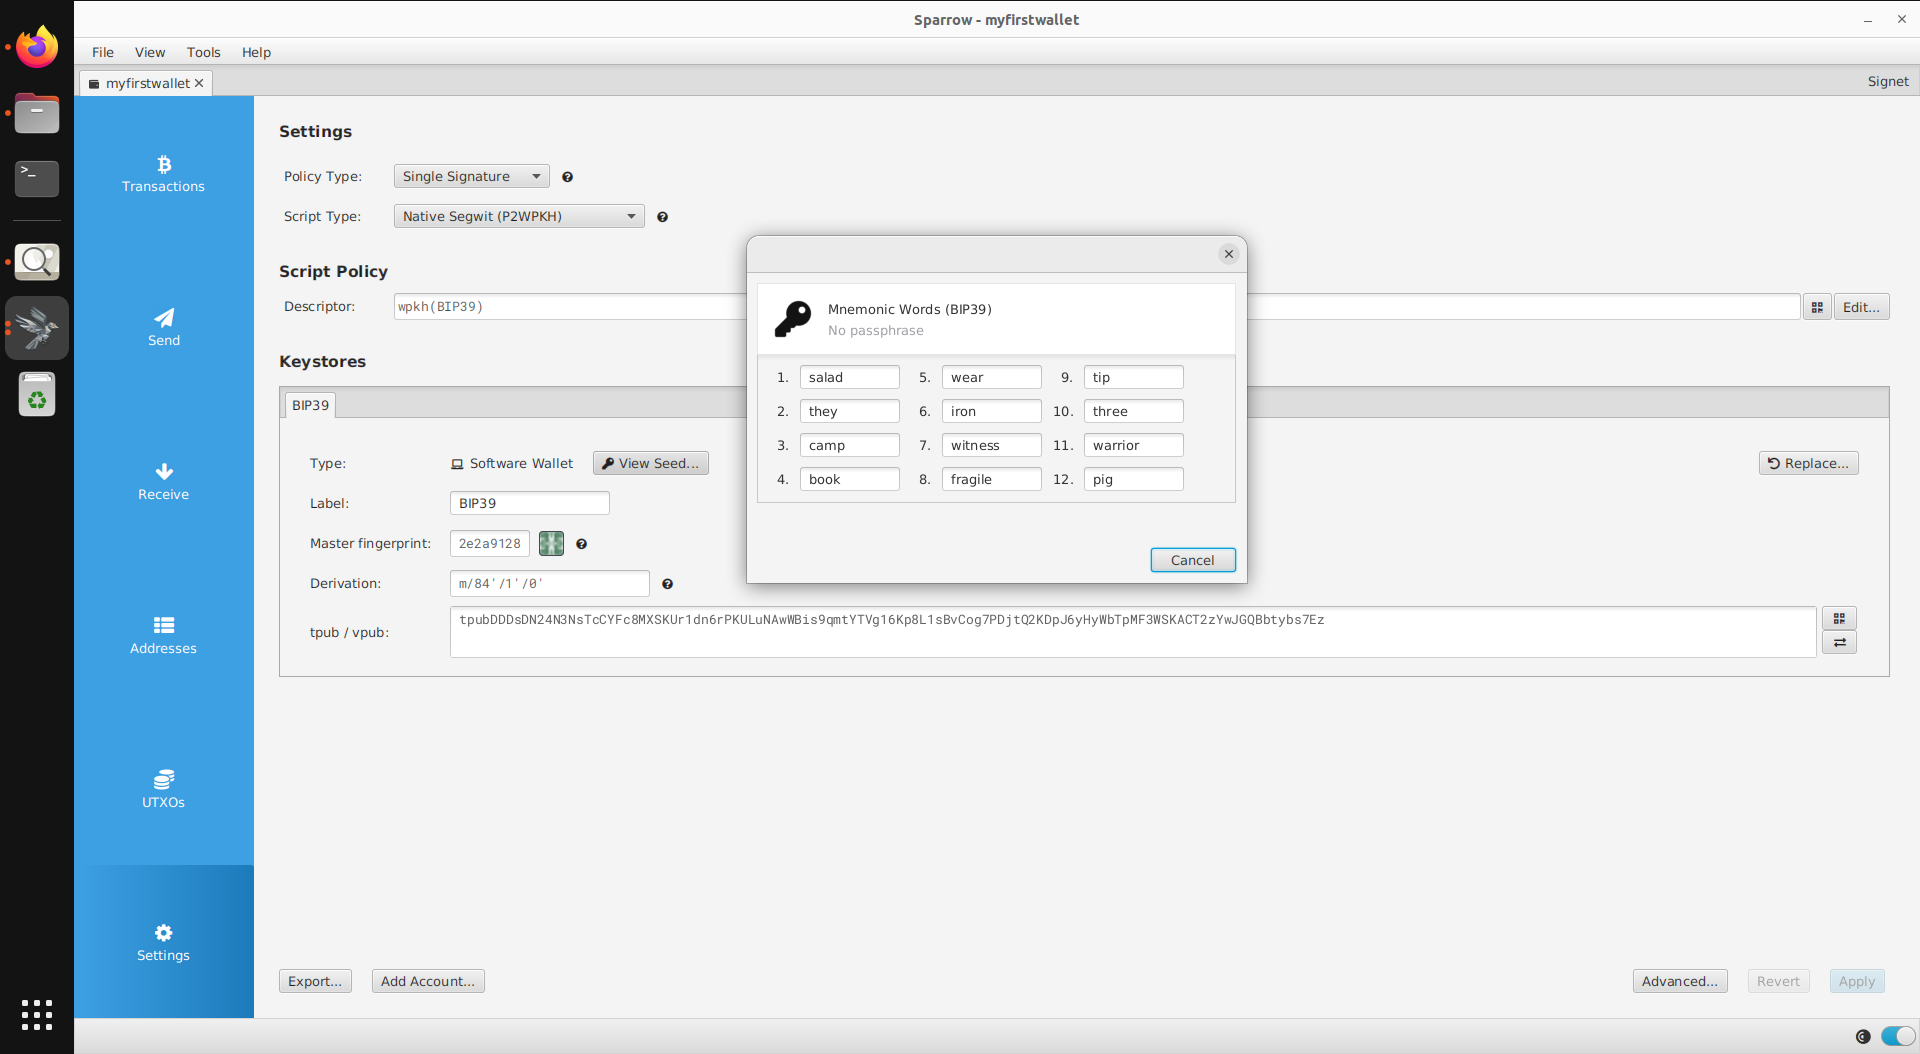 Sparrow - myfirstwallet
File View Tools Help
myfirstwallet
Signet
Transactions
Send
Receive
Addresses
UTXOs
Settings
Settings
Policy Type: Single Signature
Script Type: Native Segwit (P2WPKH)
Script Policy
Descriptor: wpkh(BIP39)
Edit...
Keystores
BIP39
Type: Software Wallet View Seed...
Replace...
Label: BIP39
Master fingerprint: 2e2a9128
Derivation: m/84'/1'/0'
tpub / vpub: tpubDDDsDN24N3NsTcCYFc8MXSKUr1dn6rPKULuNAwWBis9qmtYTVg16Kp8L1sBvCog7PDjtQ2KDpJ6yHyWbTpMF3WSKACT2zYwJGQBbtybs7Ez
Mnemonic Words (BIP39)
No passphrase
1. salad 5. wear 9. tip
2. they 6. iron 10. three
3. camp 7. witness 11. warrior
4. book 8. fragile 12. pig
Cancel
Export... Add Account... Advanced... Revert Apply